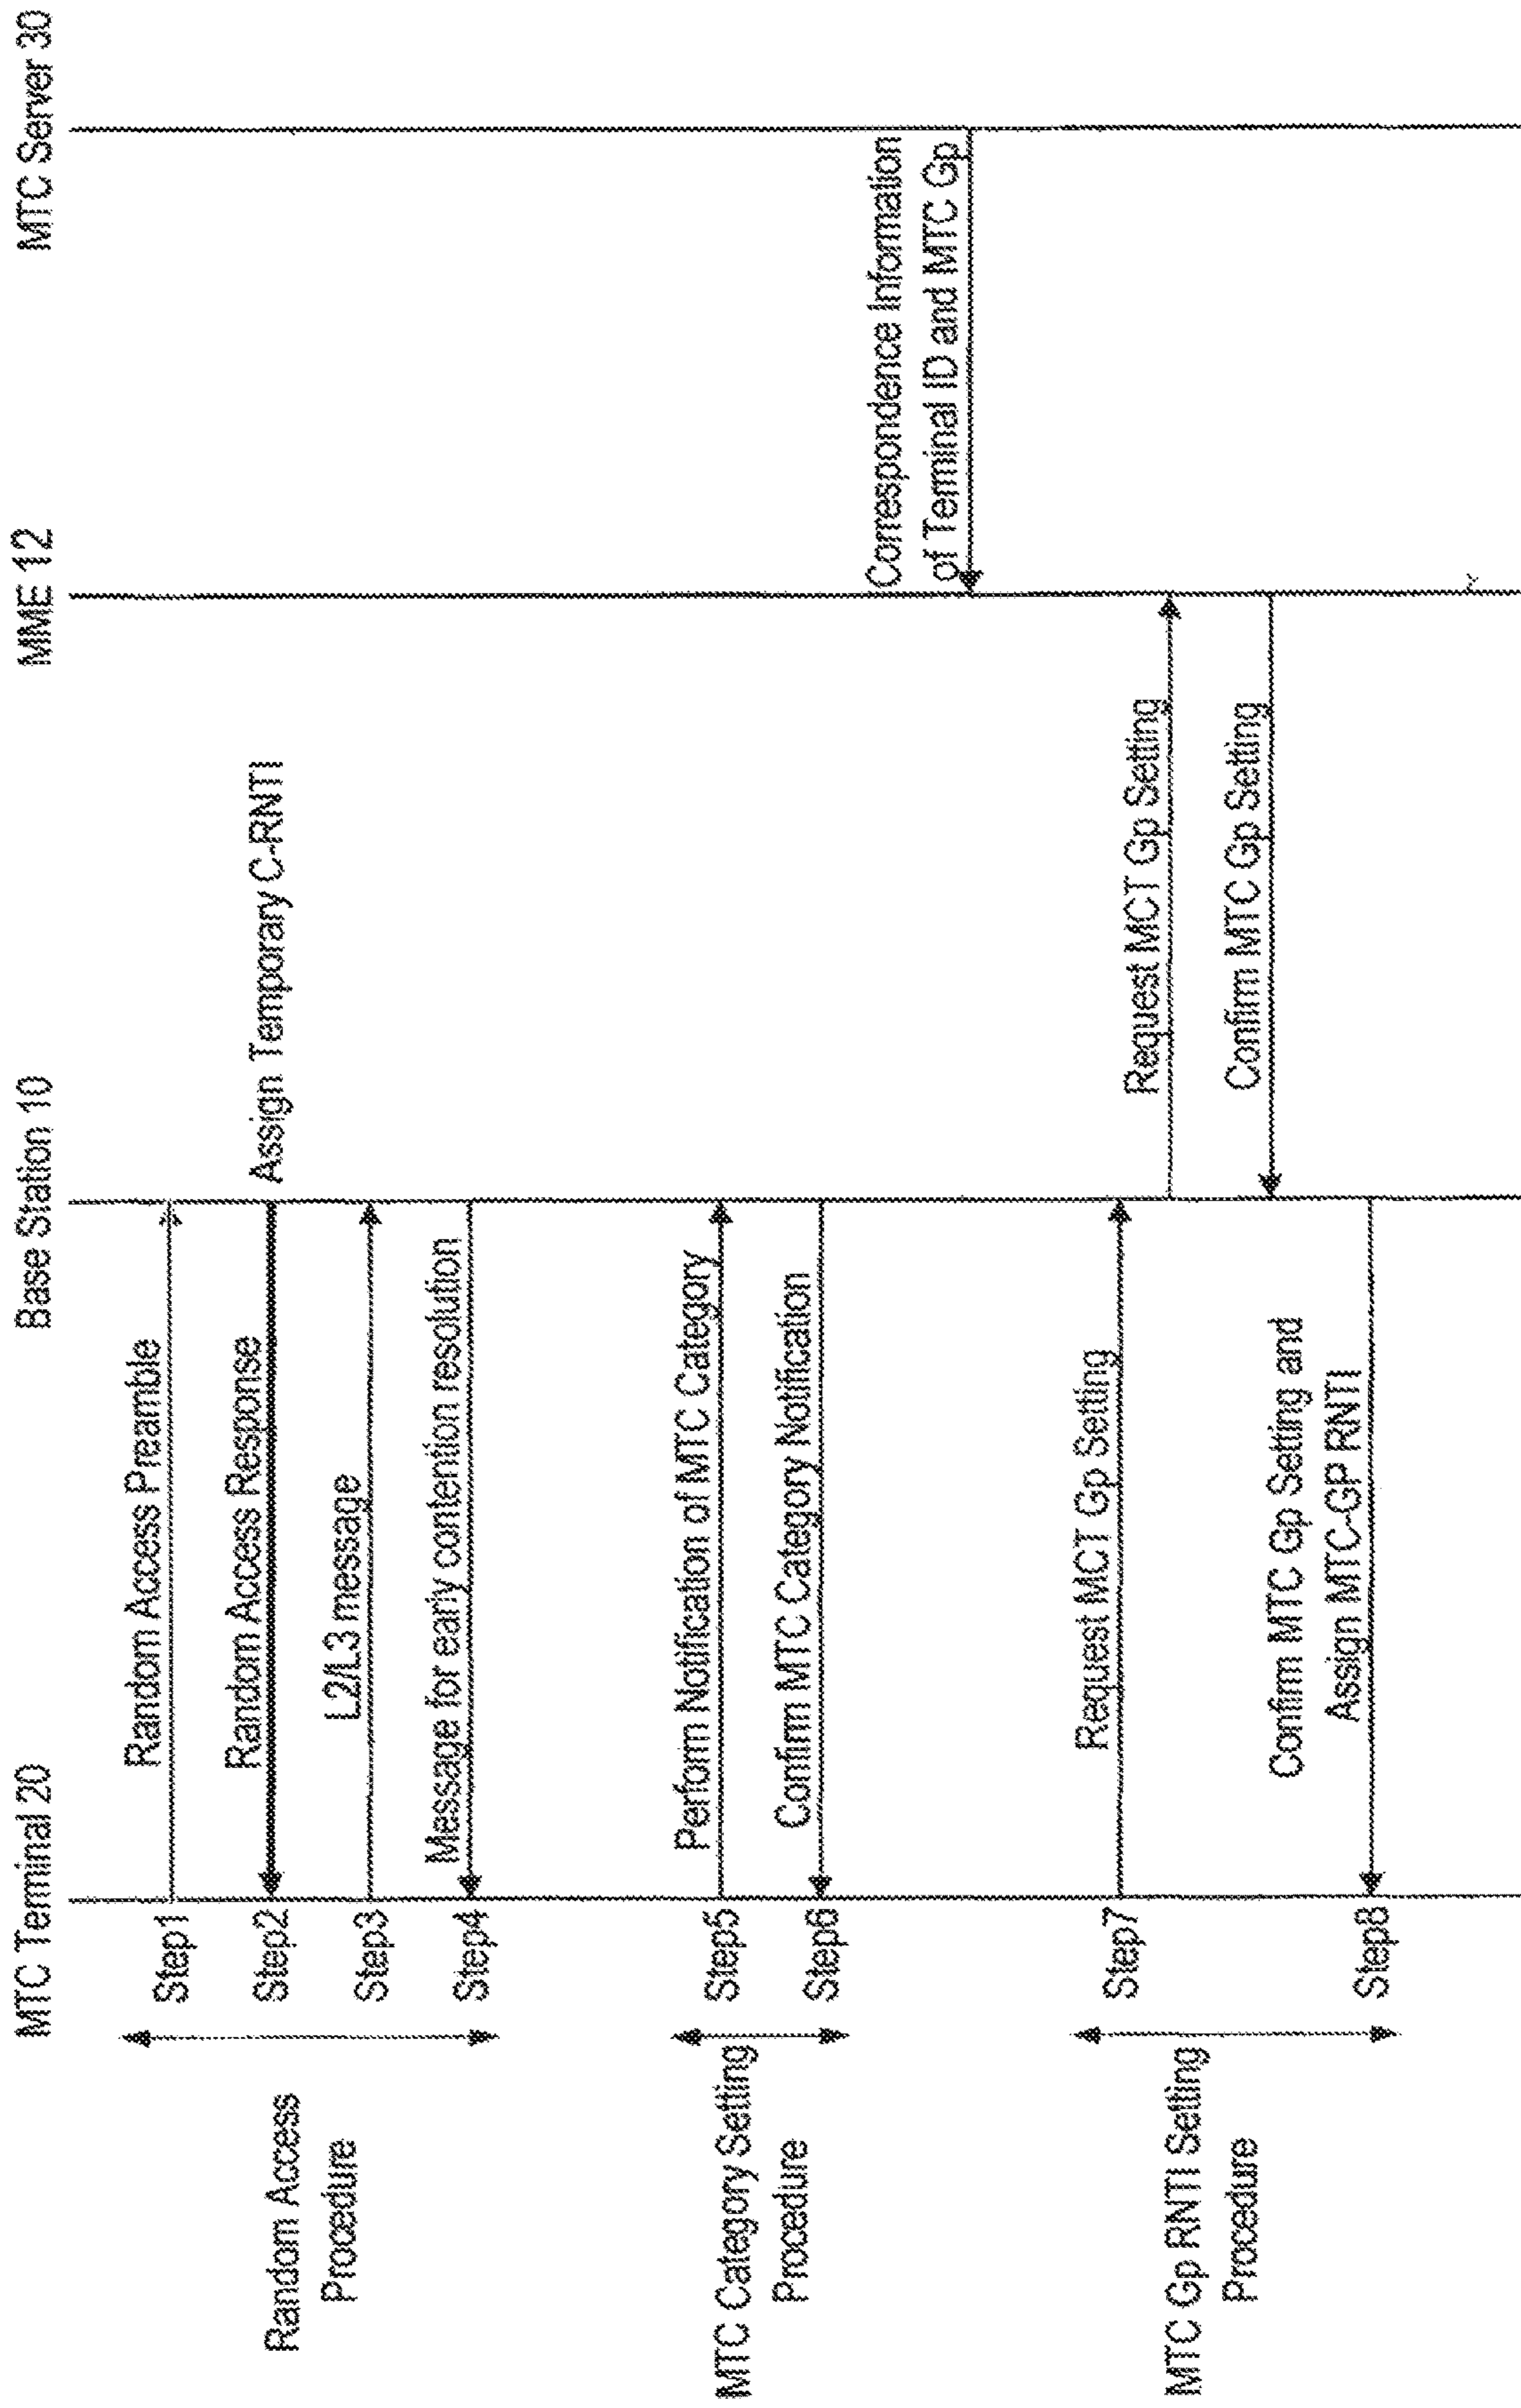 MTC Terminal 20
Base Station 10
MME 12
MTC Server 30
Random Access
Procedure
Step1
Random Access Preamble
Step2
Random Access Response
Assign Temporary C-RNTI
Step3
L2/L3 message
Step4
Message for early contention resolution
MTC Category Setting
Procedure
Step5
Perform Notification of MTC Category
Step6
Confirm MTC Category Notification
Correspondence Information
of Terminal ID and MTC Gp
MTC Gp RNTI Setting
Procedure
Step7
Request MCT Gp Setting
Request MCT Gp Setting
Confirm MTC Gp Setting
Step8
Confirm MTC Gp Setting and
Assign MTC-GP RNTI